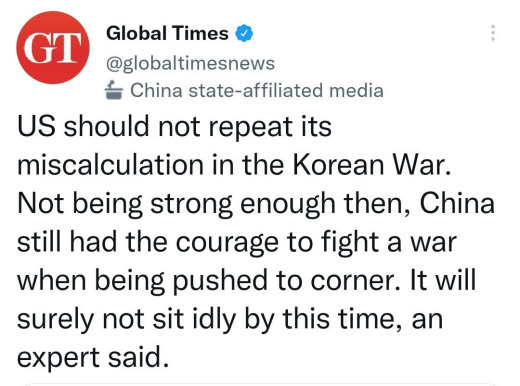 GT
Global Times
@globaltimesnews
China state-affiliated media
US should not repeat its
miscalculation in the Korean War.
Not being strong enough then, China
still had the courage to fight a war
when being pushed to corner. It will
surely not sit idly by this time, an
expert said.